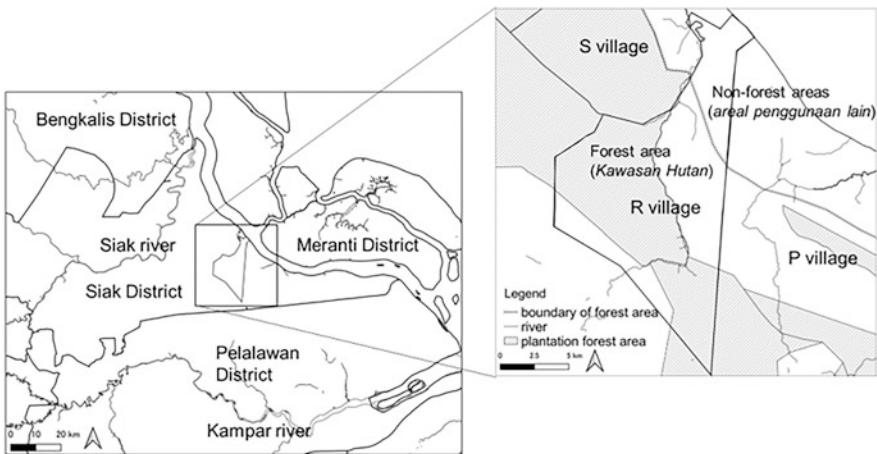 Bengkalis District
Siak river
Siak District
Meranti District
Pelalawan
District
Kampar river
0 10 20 km
S village
Non-forest areas
(areal penggunaan lain)
Forest area
(Kawasan Hutan)
R village
P village
Legend
boundary of forest area
river
plantation forest area
0 2.5 5 km